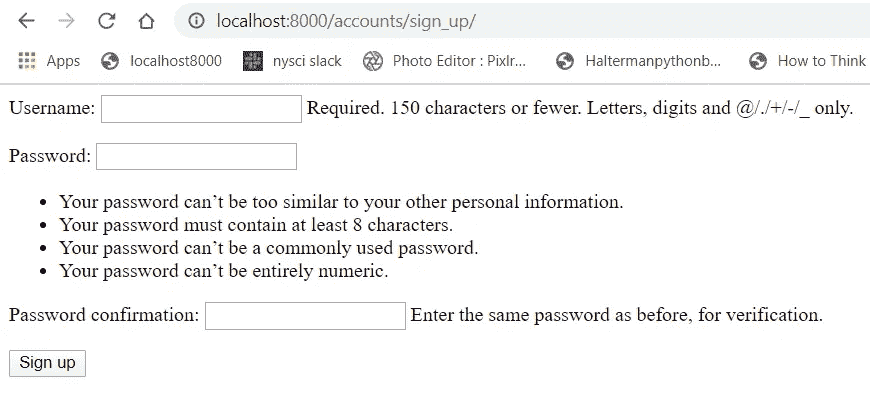 localhost:8000/accounts/sign_up/
Apps localhost8000 nysci slack Photo Editor : Pixlr... Haltermanpythonb... How to Think
Username: Required. 150 characters or fewer. Letters, digits and @/./+/-/_ only.
Password:
• Your password can’t be too similar to your other personal information.
• Your password must contain at least 8 characters.
• Your password can’t be a commonly used password.
• Your password can’t be entirely numeric.
Password confirmation: Enter the same password as before, for verification.
Sign up